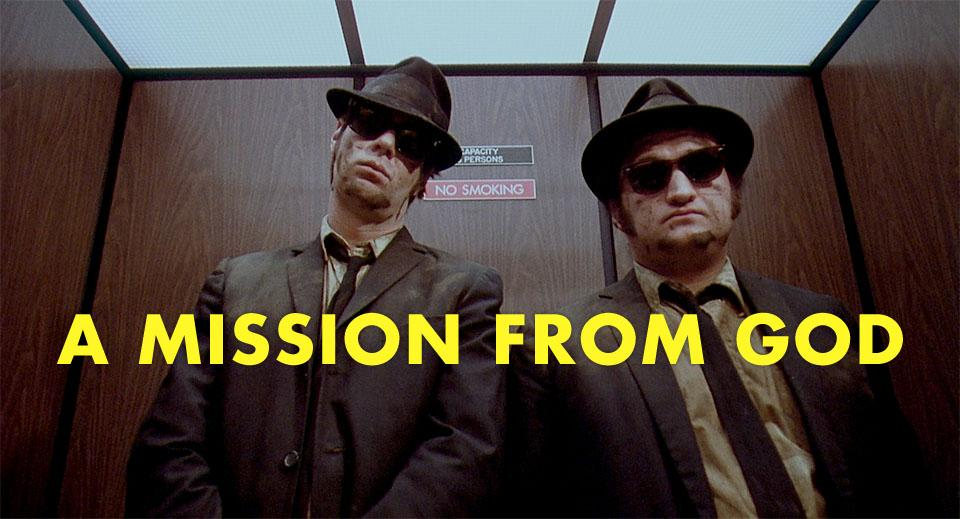 CAPACITY
PERSONS
NO SMOKING
A MISSION FROM GOD